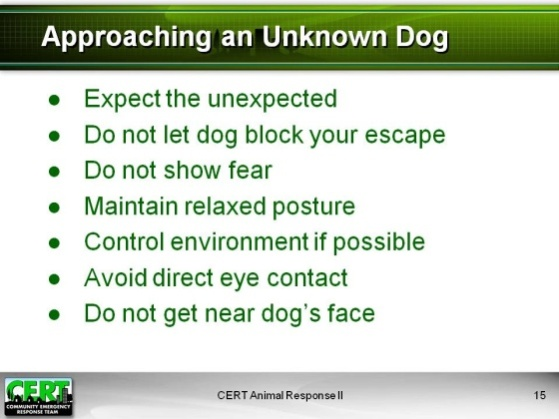 Approaching an Unknown Dog
● Expect the unexpected
● Do not let dog block your escape
● Do not show fear
● Maintain relaxed posture
● Control environment if possible
● Avoid direct eye contact
● Do not get near dog's face
CERT
COMMUNITY EMERGENCY
RESPONSE TEAM
CERT Animal Response II
15